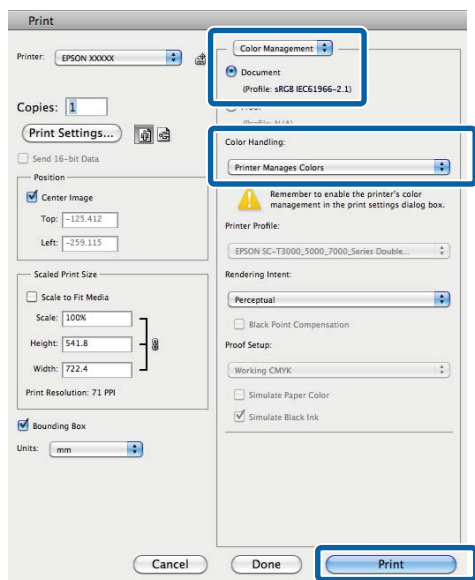 Print
Printer: EPSON XXXXX
Copies: 1
Print Settings...
Send 16-bit Data
Position
Center Image
Top: -125.412
Left: -259.115
Scaled Print Size
Scale to Fit Media
Scale: 100%
Height: 541.8
Width: 722.4
Print Resolution: 71 PPI
Bounding Box
Units: mm
Color Management
Document
(Profile: sRGB IEC61966-2.1)
Color Handling:
Printer Manages Colors
Remember to enable the printer's color
management in the print settings dialog box.
Printer Profile:
EPSON SC-T3000_5000_7000_Series Double...
Rendering Intent:
Perceptual
Black Point Compensation
Proof Setup:
Working CMYK
Simulate Paper Color
Simulate Black Ink
Cancel
Done
Print